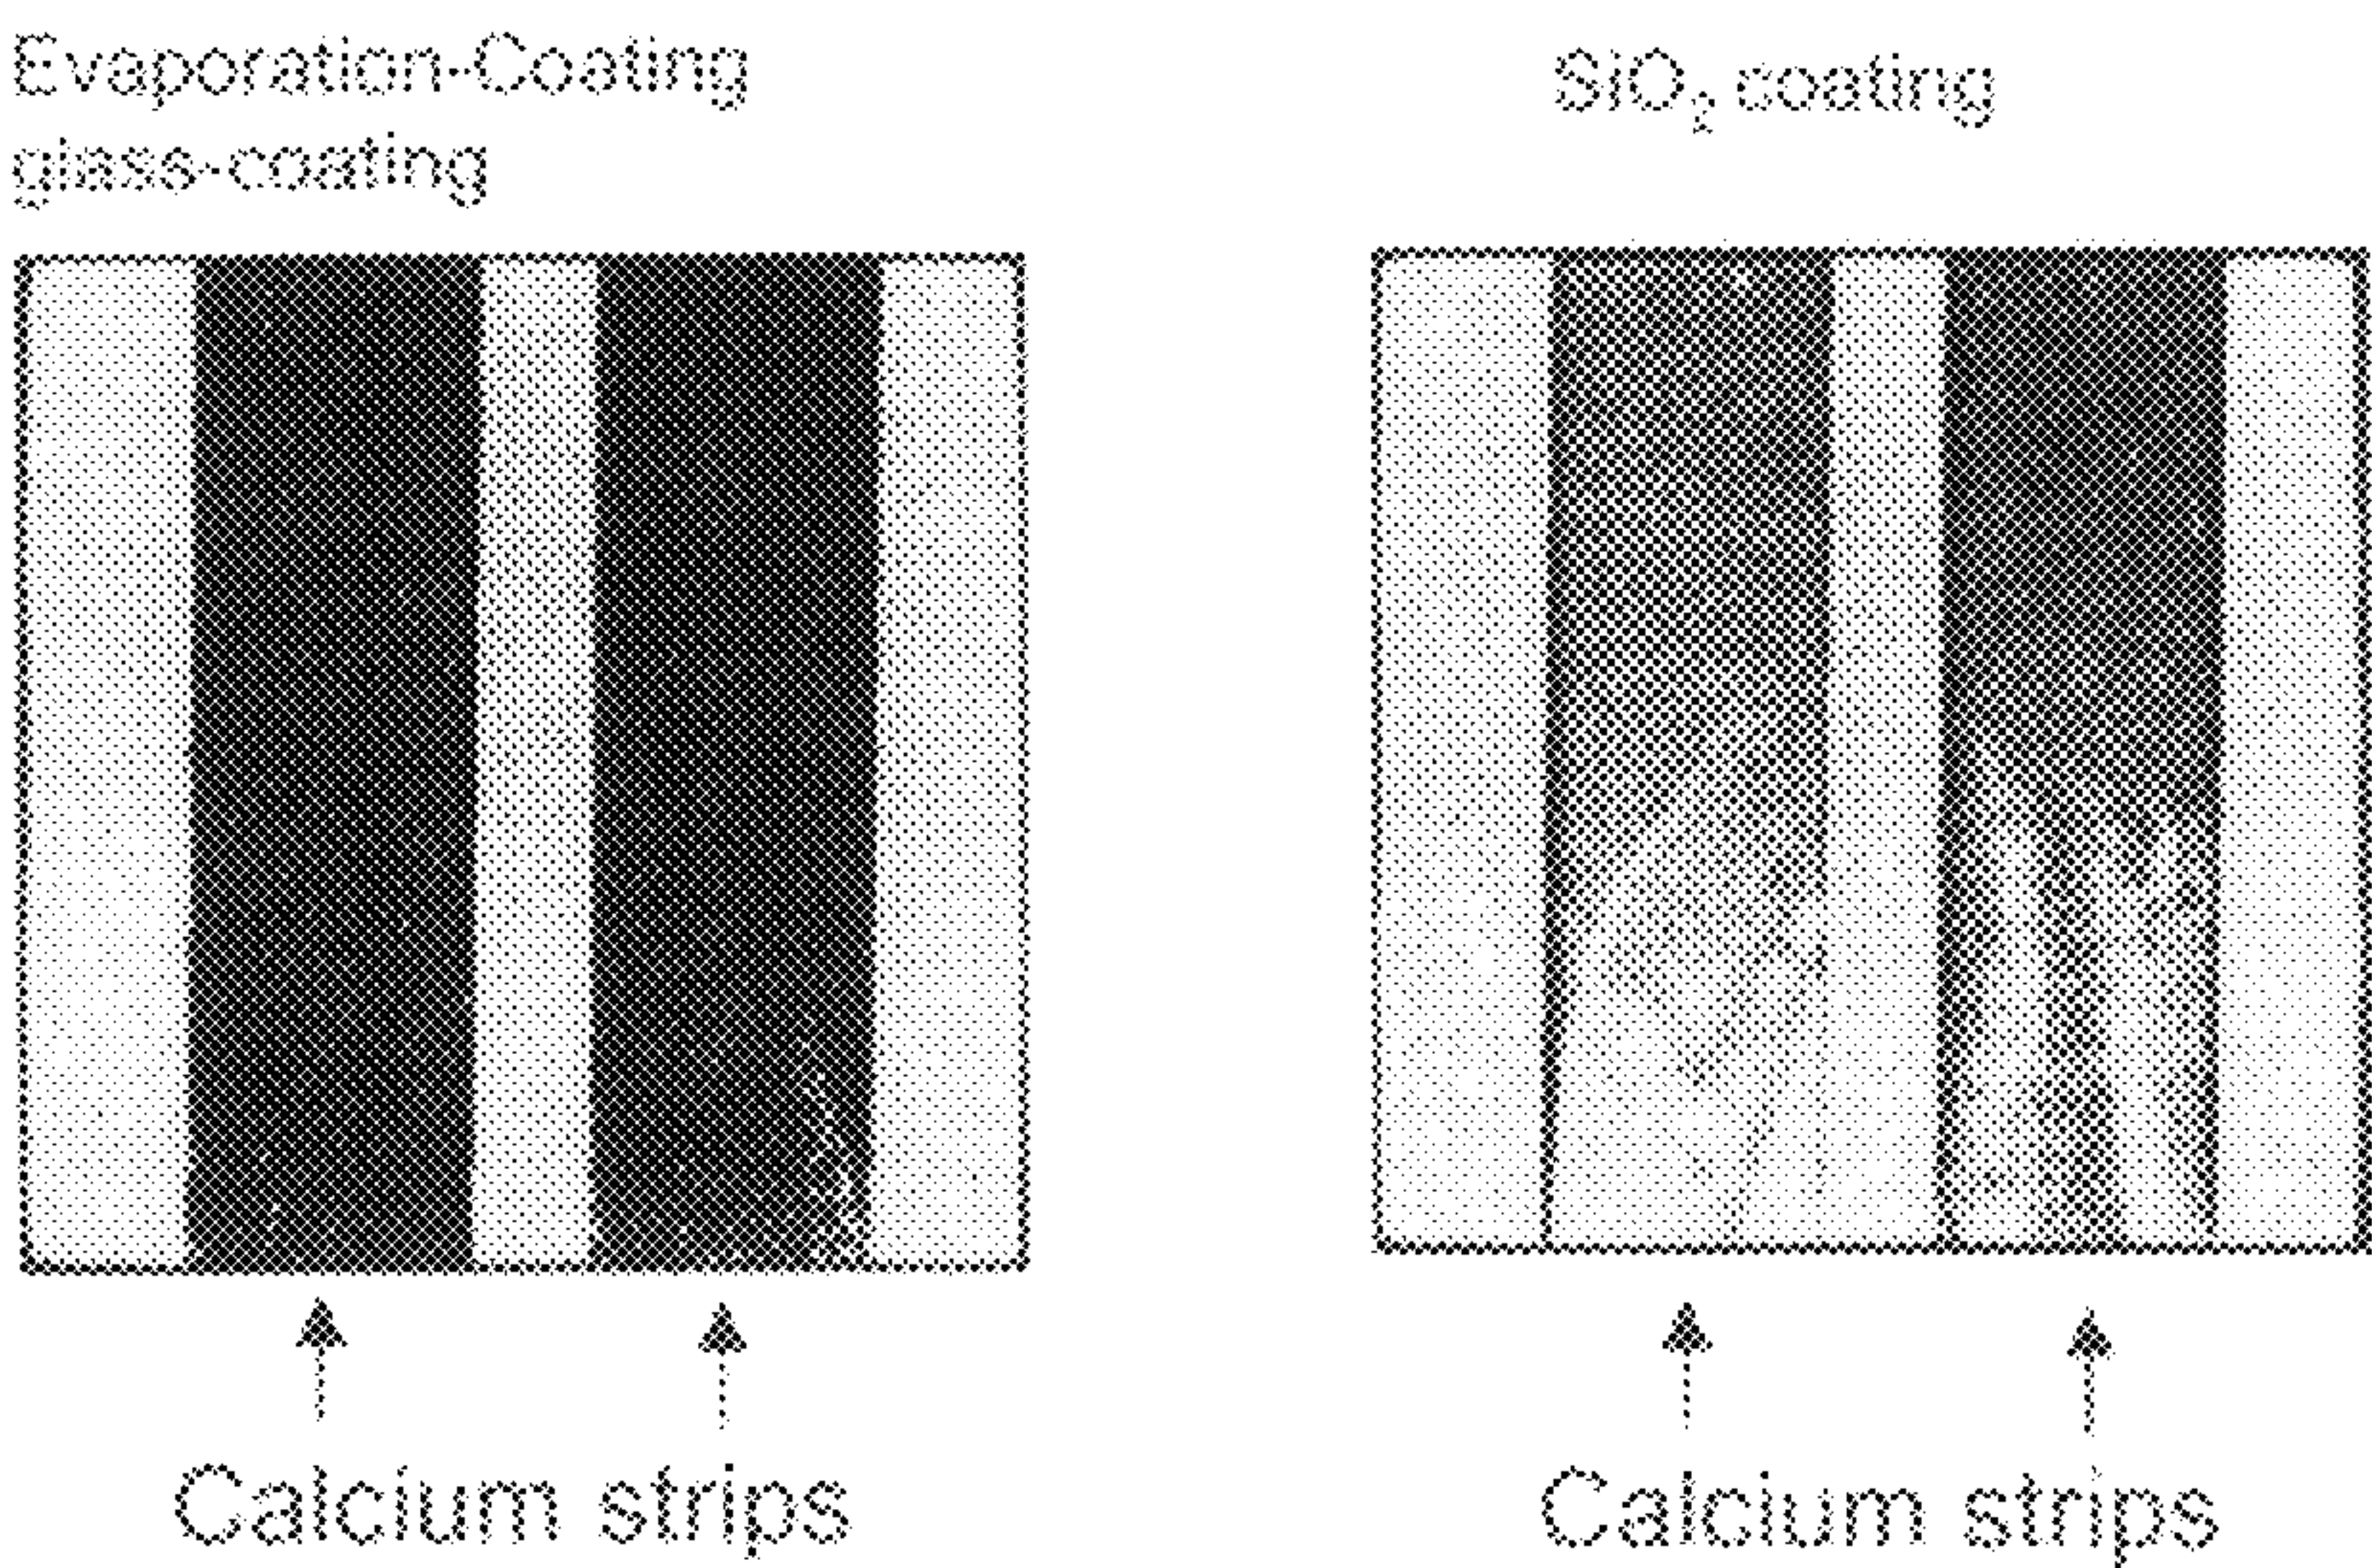 Evaporation-Coating
glass-coating
SiO₂ coating
Calcium strips
Calcium strips